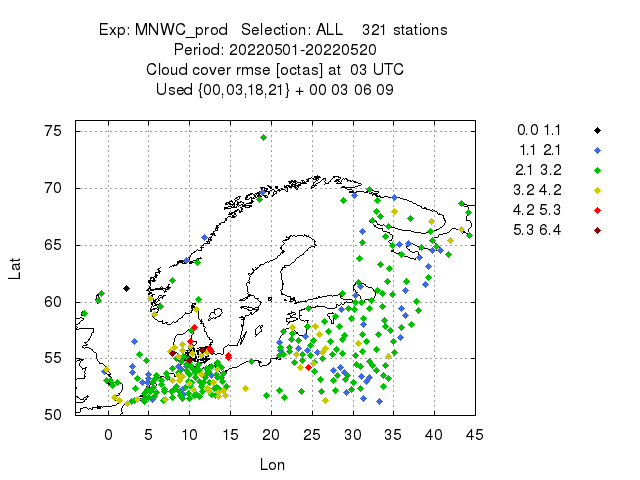 Exp: MNWC_prod Selection: ALL 321 stations
Period: 20220501-20220520
Cloud cover rmse [octas] at 03 UTC
Used {00,03,18,21} + 00 03 06 09
75
70
65
60
55
50
Lat
0 5 10 15 20 25 30 35 40 45
Lon
0.0 1.1
1.1 2.1
2.1 3.2
3.2 4.2
4.2 5.3
5.3 6.4